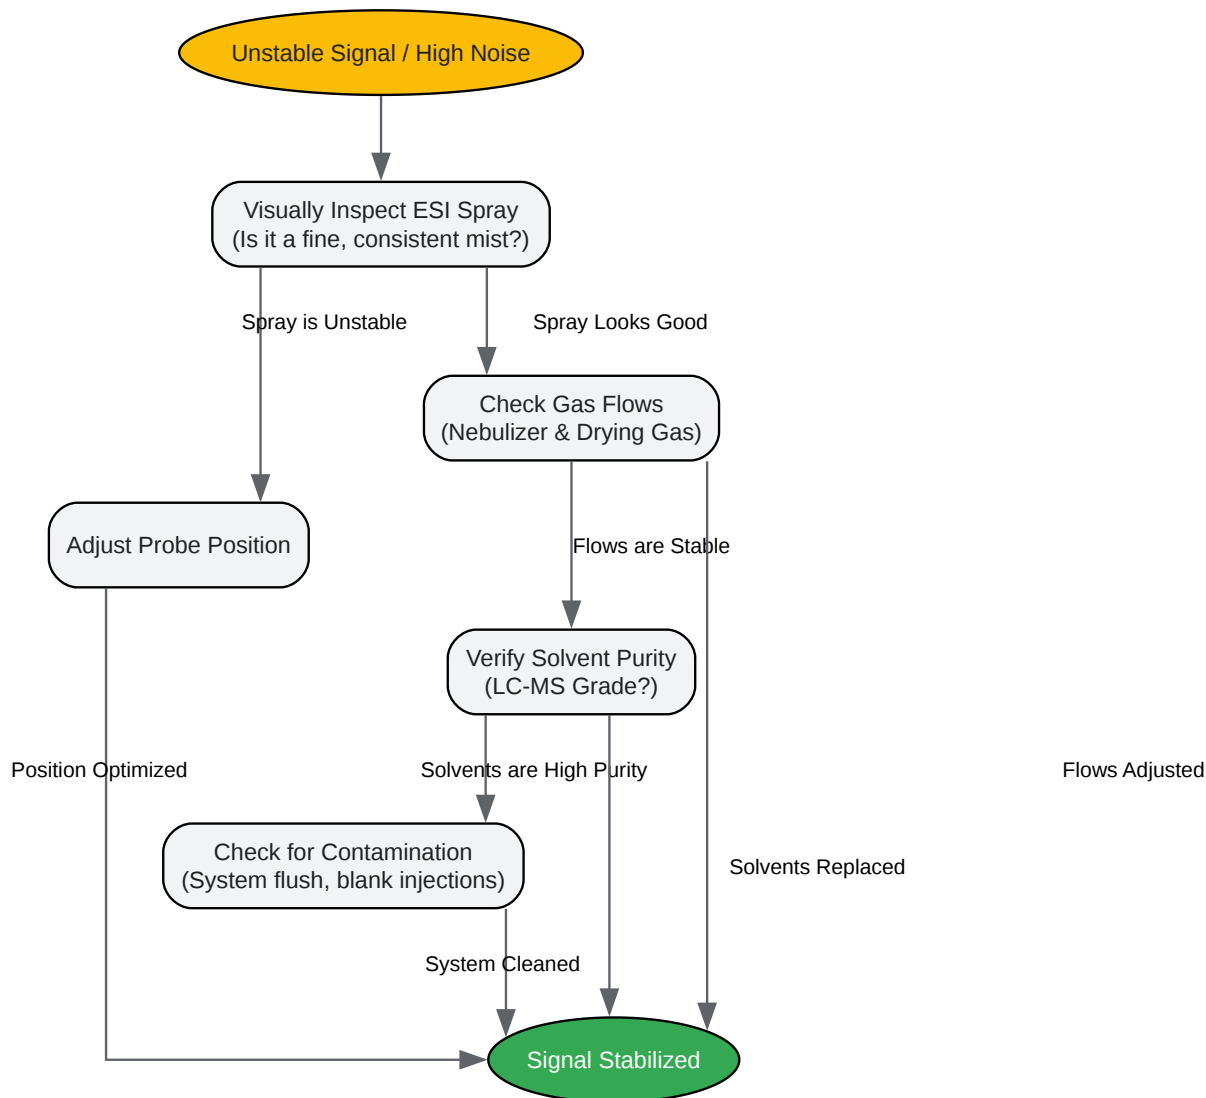 Unstable Signal / High Noise
Visually Inspect ESI Spray
(Is it a fine, consistent mist?)
Spray is Unstable
Spray Looks Good
Check Gas Flows
(Nebulizer & Drying Gas)
Adjust Probe Position
Flows are Stable
Verify Solvent Purity
(LC-MS Grade?)
Position Optimized
Solvents are High Purity
Flows Adjusted
Check for Contamination
(System flush, blank injections)
Solvents Replaced
System Cleaned
Signal Stabilized